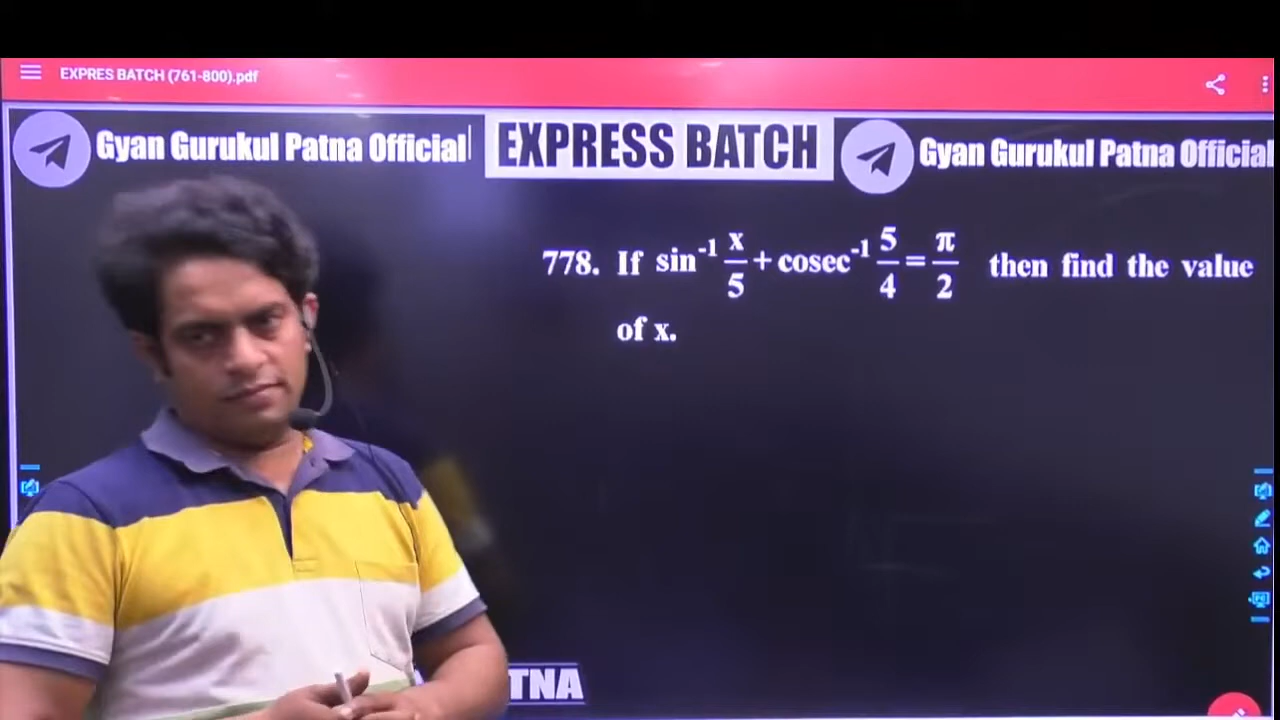 EXPRES BATCH (761-800).pdf
Gyan Gurukul Patna Official
EXPRESS BATCH
Gyan Gurukul Patna Official
778. If sin⁻¹ x/5 + cosec⁻¹ 5/4 = π/2 then find the value
of x.
TNA